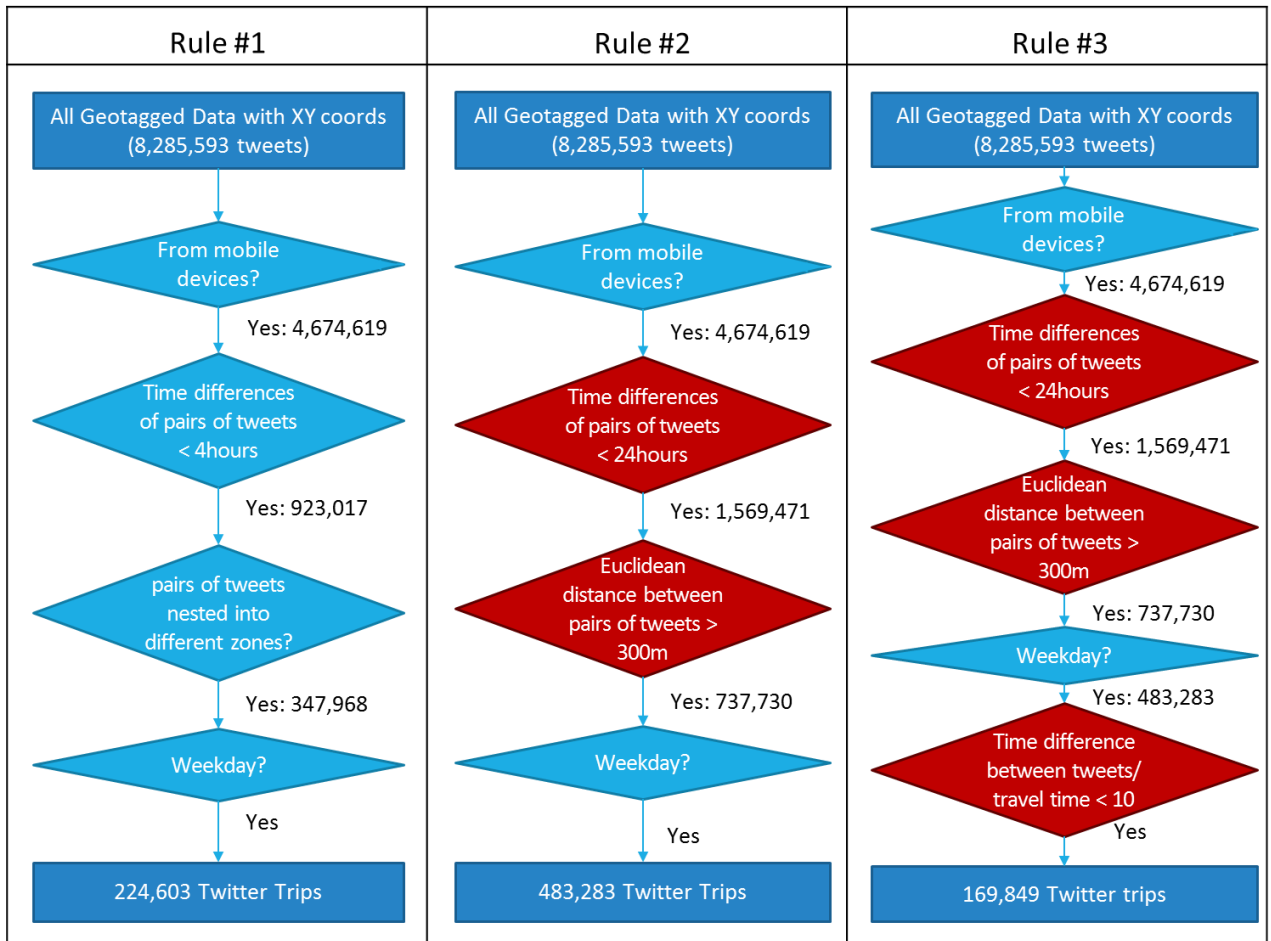 Rule #1
All Geotagged Data with XY coords
(8,285,593 tweets)
From mobile
devices?
Yes: 4,674,619
Time differences
of pairs of tweets
< 4hours
Yes: 923,017
pairs of tweets
nested into
different zones?
Yes: 347,968
Weekday?
Yes
224,603 Twitter Trips
Rule #2
All Geotagged Data with XY coords
(8,285,593 tweets)
From mobile
devices?
Yes: 4,674,619
Time differences
of pairs of tweets
< 24hours
Yes: 1,569,471
Euclidean
distance between
pairs of tweets >
300m
Yes: 737,730
Weekday?
Yes
483,283 Twitter Trips
Rule #3
All Geotagged Data with XY coords
(8,285,593 tweets)
From mobile
devices?
Yes: 4,674,619
Time differences
of pairs of tweets
< 24hours
Yes: 1,569,471
Euclidean
distance between
pairs of tweets >
300m
Yes: 737,730
Weekday?
Yes: 483,283
Time difference
between tweets/
travel time < 10
Yes
169,849 Twitter trips